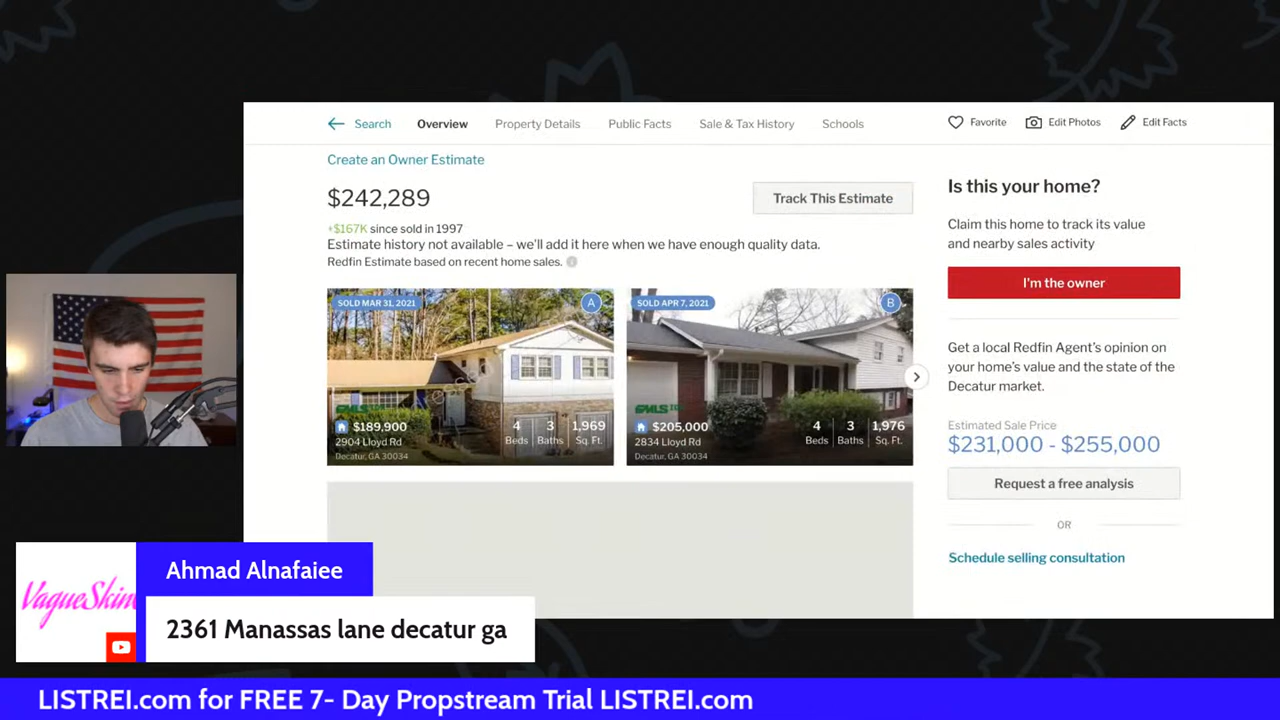 Search Overview Property Details Public Facts Sale & Tax History Schools Favorite Edit Photos Edit Facts
Create an Owner Estimate
$242,289
Track This Estimate
+$167K since sold in 1997
Estimate history not available – we'll add it here when we have enough quality data.
Redfin Estimate based on recent home sales.
SOLD MAR 31, 2021
A
$189,900
4 3 1,969
Beds Baths Sq. Ft.
2904 Lloyd Rd
Decatur, GA 30034
SOLD APR 7, 2021
B
$205,000
4 3 1,976
Beds Baths Sq. Ft.
2834 Lloyd Rd
Decatur, GA 30034
Is this your home?
Claim this home to track its value
and nearby sales activity
I'm the owner
Get a local Redfin Agent's opinion on
your home's value and the state of the
Decatur market.
Estimated Sale Price
$231,000 - $255,000
Request a free analysis
OR
Schedule selling consultation
VagueSkin
Ahmad Alnafaiee
2361 Manassas lane decatur ga
LISTREI.com for FREE 7- Day Propstream Trial LISTREI.com